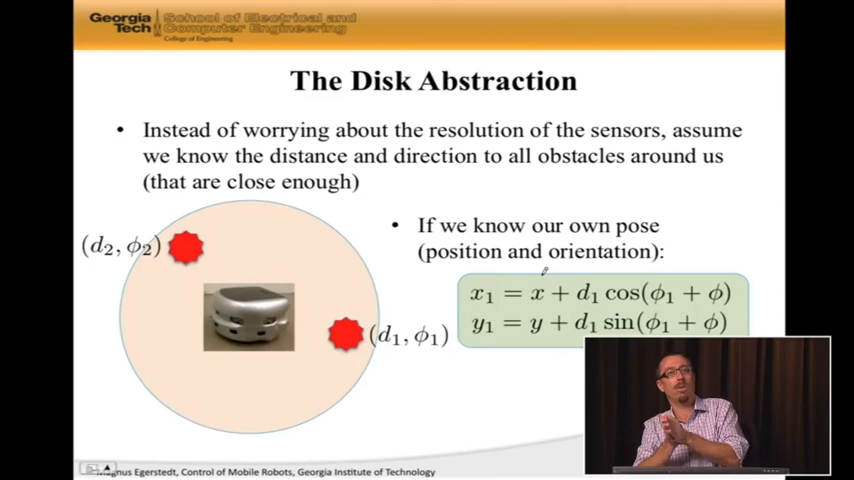 Georgia Tech
School of Electrical and Computer Engineering
College of Engineering
The Disk Abstraction
• Instead of worrying about the resolution of the sensors, assume
we know the distance and direction to all obstacles around us
(that are close enough)
(d₂, ϕ₂)
(d₁, ϕ₁)
• If we know our own pose
(position and orientation):
x₁ = x + d₁ cos(ϕ₁ + ϕ)
y₁ = y + d₁ sin(ϕ₁ + ϕ)
Magnus Egerstedt, Control of Mobile Robots, Georgia Institute of Technology